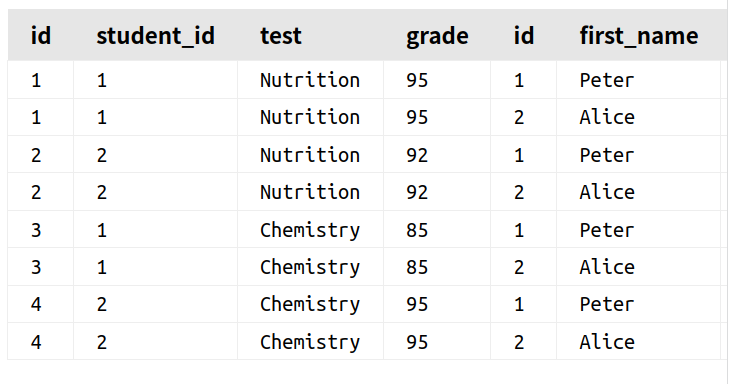 id student_id test grade id first_name
1 1 Nutrition 95 1 Peter
1 1 Nutrition 95 2 Alice
2 2 Nutrition 92 1 Peter
2 2 Nutrition 92 2 Alice
3 1 Chemistry 85 1 Peter
3 1 Chemistry 85 2 Alice
4 2 Chemistry 95 1 Peter
4 2 Chemistry 95 2 Alice